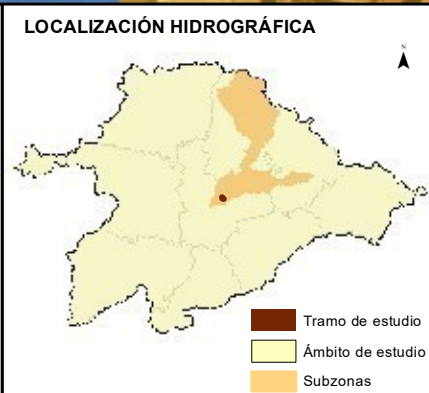 LOCALIZACIÓN HIDROGRÁFICA
N
Tramo de estudio
Ámbito de estudio
Subzonas